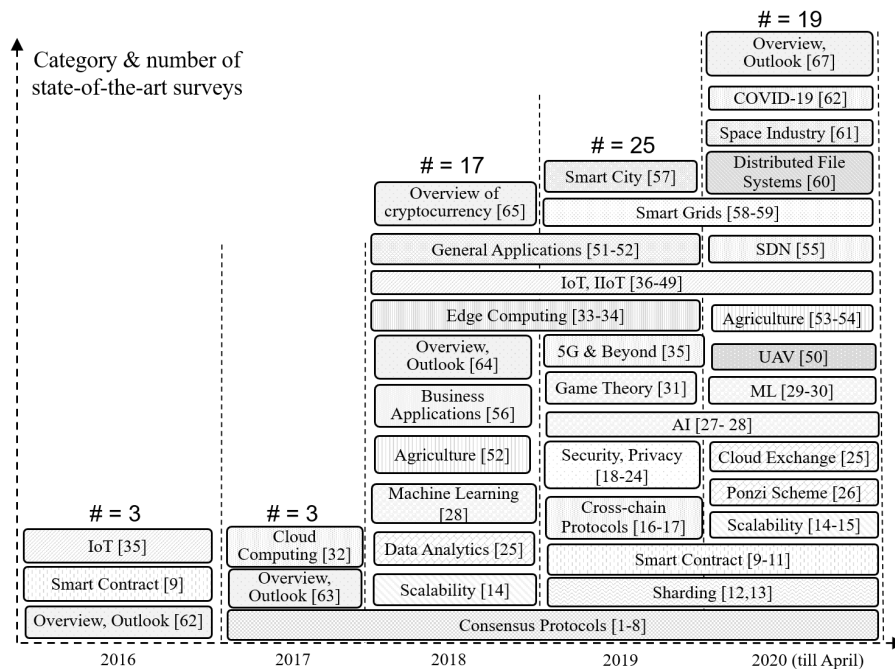 # = 19
Category & number of
state-of-the-art surveys
Overview,
Outlook [67]
COVID-19 [62]
Space Industry [61]
# = 25
# = 17
Smart City [57]
Distributed File
Systems [60]
Overview of
cryptocurrency [65]
Smart Grids [58-59]
General Applications [51-52]
SDN [55]
IoT, IIoT [36-49]
Edge Computing [33-34]
Agriculture [53-54]
Overview,
Outlook [64]
5G & Beyond [35]
UAV [50]
Business
Applications [56]
Game Theory [31]
ML [29-30]
AI [27- 28]
Agriculture [52]
Security, Privacy
[18-24]
Cloud Exchange [25]
Machine Learning
[28]
Cross-chain
Protocols [16-17]
Ponzi Scheme [26]
Scalability [14-15]
# = 3
# = 3
IoT [35]
Cloud
Computing [32]
Data Analytics [25]
Smart Contract [9-11]
Smart Contract [9]
Overview,
Outlook [63]
Scalability [14]
Sharding [12,13]
Overview, Outlook [62]
Consensus Protocols [1-8]
2016
2017
2018
2019
2020 (till April)